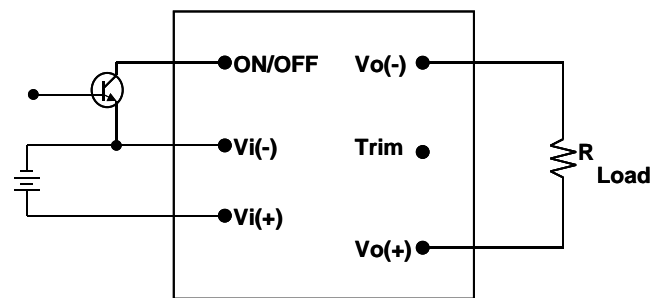 ON/OFF
Vo(-)
Vi(-)
Trim
R
Load
Vi(+)
Vo(+)